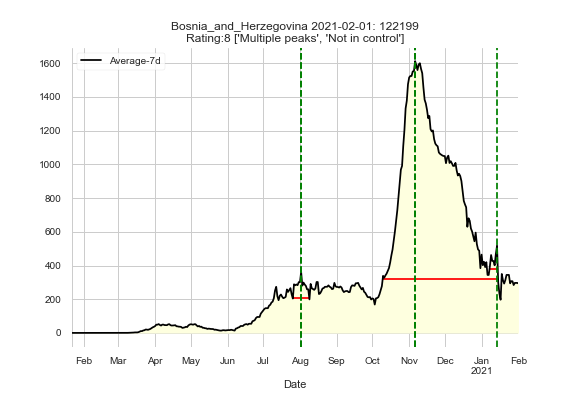 Bosnia_and_Herzegovina 2021-02-01: 122199
Rating:8 ['Multiple peaks', 'Not in control']
Average-7d
1600
1400
1200
1000
800
600
400
200
0
Feb Mar Apr May Jun Jul Aug Sep Oct Nov Dec Jan Feb
2021
Date